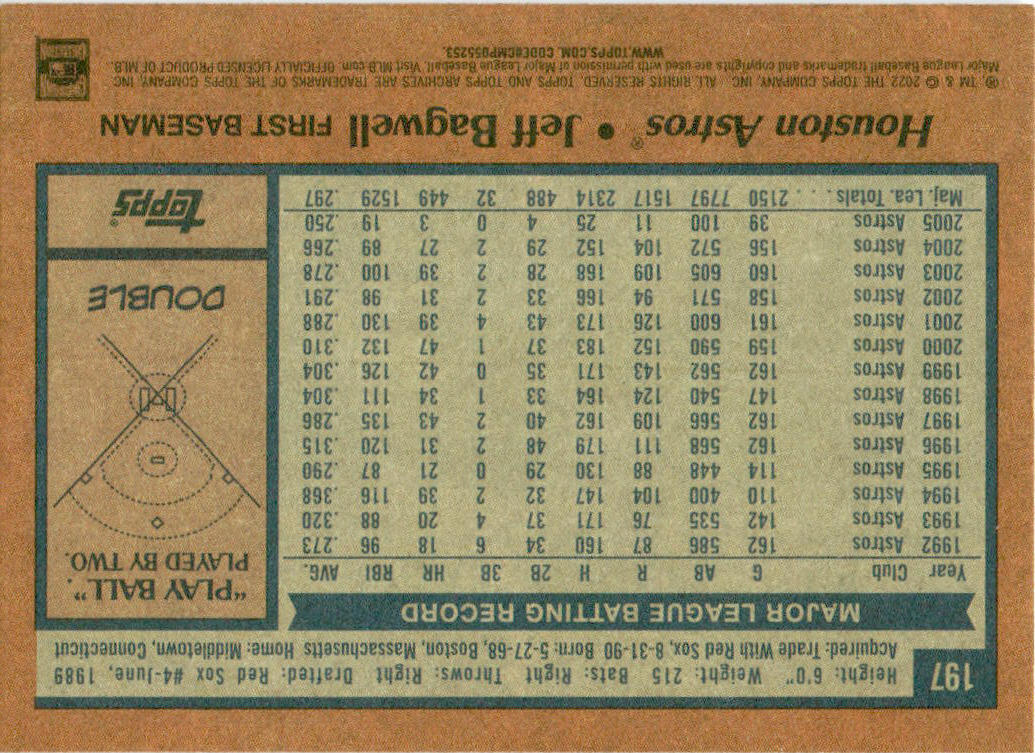 197
Height: 6'0" Weight: 215 Bats: Right Throws: Right Drafted: Red Sox #4-June, 1989
Acquired: Trade With Red Sox, 8-31-90 Born: 5-27-68, Boston, Massachusetts Home: Middletown, Connecticut
MAJOR LEAGUE BATTING RECORD
Year Club G AB R H 2B 3B HR RBI AVG.
1992 Astros 162 586 87 160 34 6 18 96 .273
1993 Astros 142 535 76 171 37 4 20 88 .320
1994 Astros 110 400 104 147 32 2 39 116 .368
1995 Astros 114 448 88 130 29 0 21 87 .290
1996 Astros 162 568 111 179 48 2 31 120 .315
1997 Astros 162 566 109 162 40 2 43 135 .286
1998 Astros 147 540 124 164 33 1 34 111 .304
1999 Astros 162 562 143 171 35 0 42 126 .304
2000 Astros 159 590 152 183 37 1 47 132 .310
2001 Astros 161 600 126 173 43 4 39 130 .288
2002 Astros 158 571 94 166 33 2 31 98 .291
2003 Astros 160 605 109 168 28 2 39 100 .278
2004 Astros 156 572 104 152 29 2 27 89 .266
2005 Astros 39 100 11 25 4 0 3 19 .250
Maj. Lea. Totals . . . . 2150 7797 1517 2314 488 32 449 1529 .297
"PLAY BALL".
PLAYED BY TWO.
DOUBLE
Topps
Houston Astros® • Jeff Bagwell FIRST BASEMAN
® TM & © 2022 THE TOPPS COMPANY, INC. ALL RIGHTS RESERVED. TOPPS AND TOPPS ARCHIVES ARE TRADEMARKS OF THE TOPPS COMPANY, INC.
Major League Baseball trademarks and copyrights are used with permission of Major League Baseball. Visit MLB.com. OFFICIALLY LICENSED PRODUCT OF MLB.
WWW.TOPPS.COM. CODE#CMP055253.